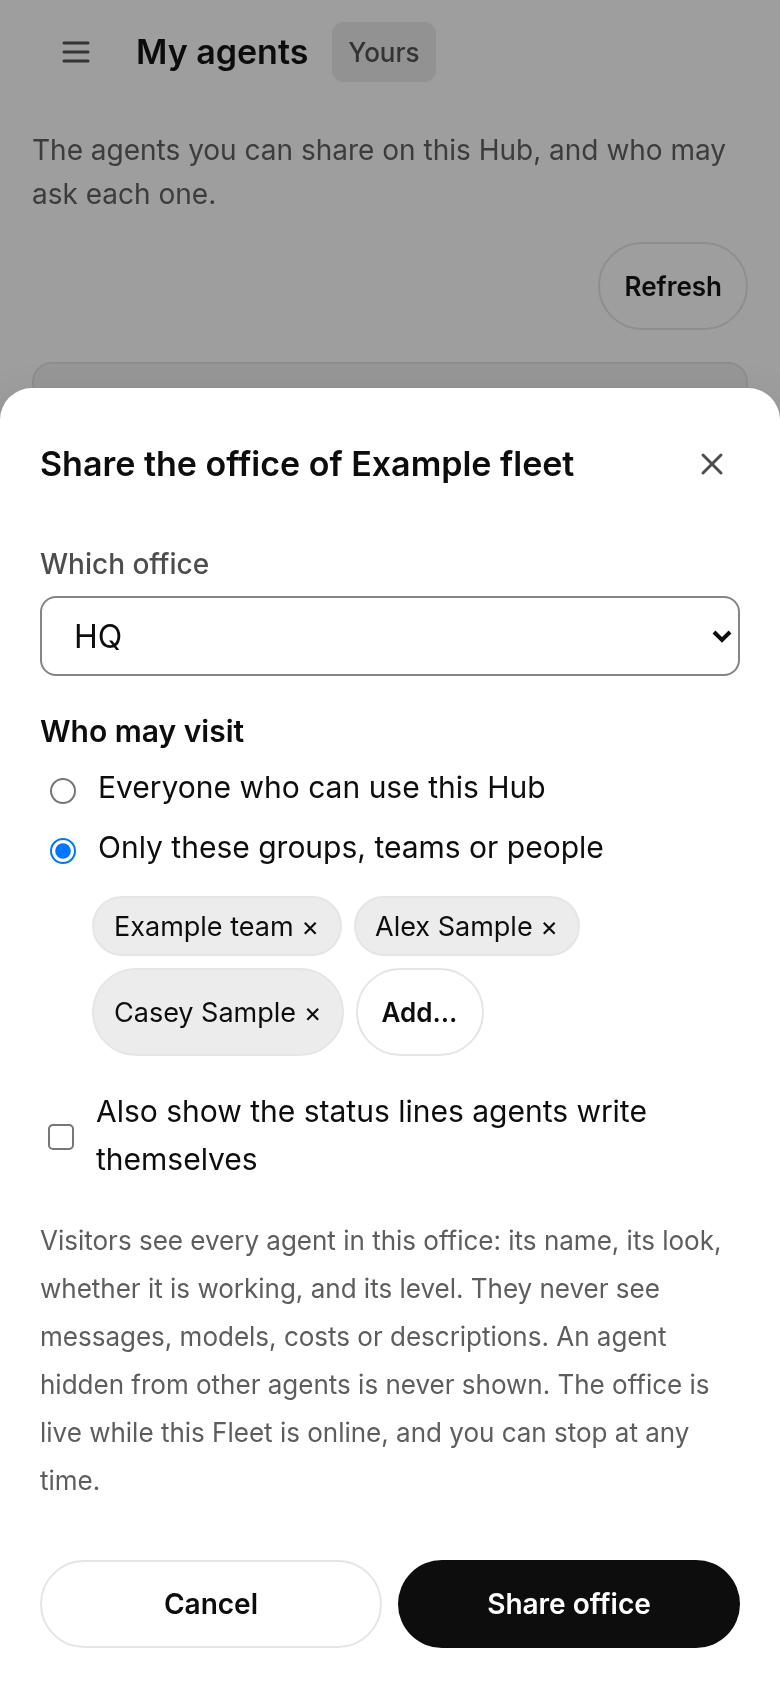 My agents
Yours
The agents you can share on this Hub, and who may
ask each one.
Refresh
Share the office of Example fleet
Which office
HQ
Who may visit
Everyone who can use this Hub
Only these groups, teams or people
Example team ×
Alex Sample ×
Casey Sample ×
Add...
Also show the status lines agents write
themselves
Visitors see every agent in this office: its name, its look,
whether it is working, and its level. They never see
messages, models, costs or descriptions. An agent
hidden from other agents is never shown. The office is
live while this Fleet is online, and you can stop at any
time.
Cancel
Share office